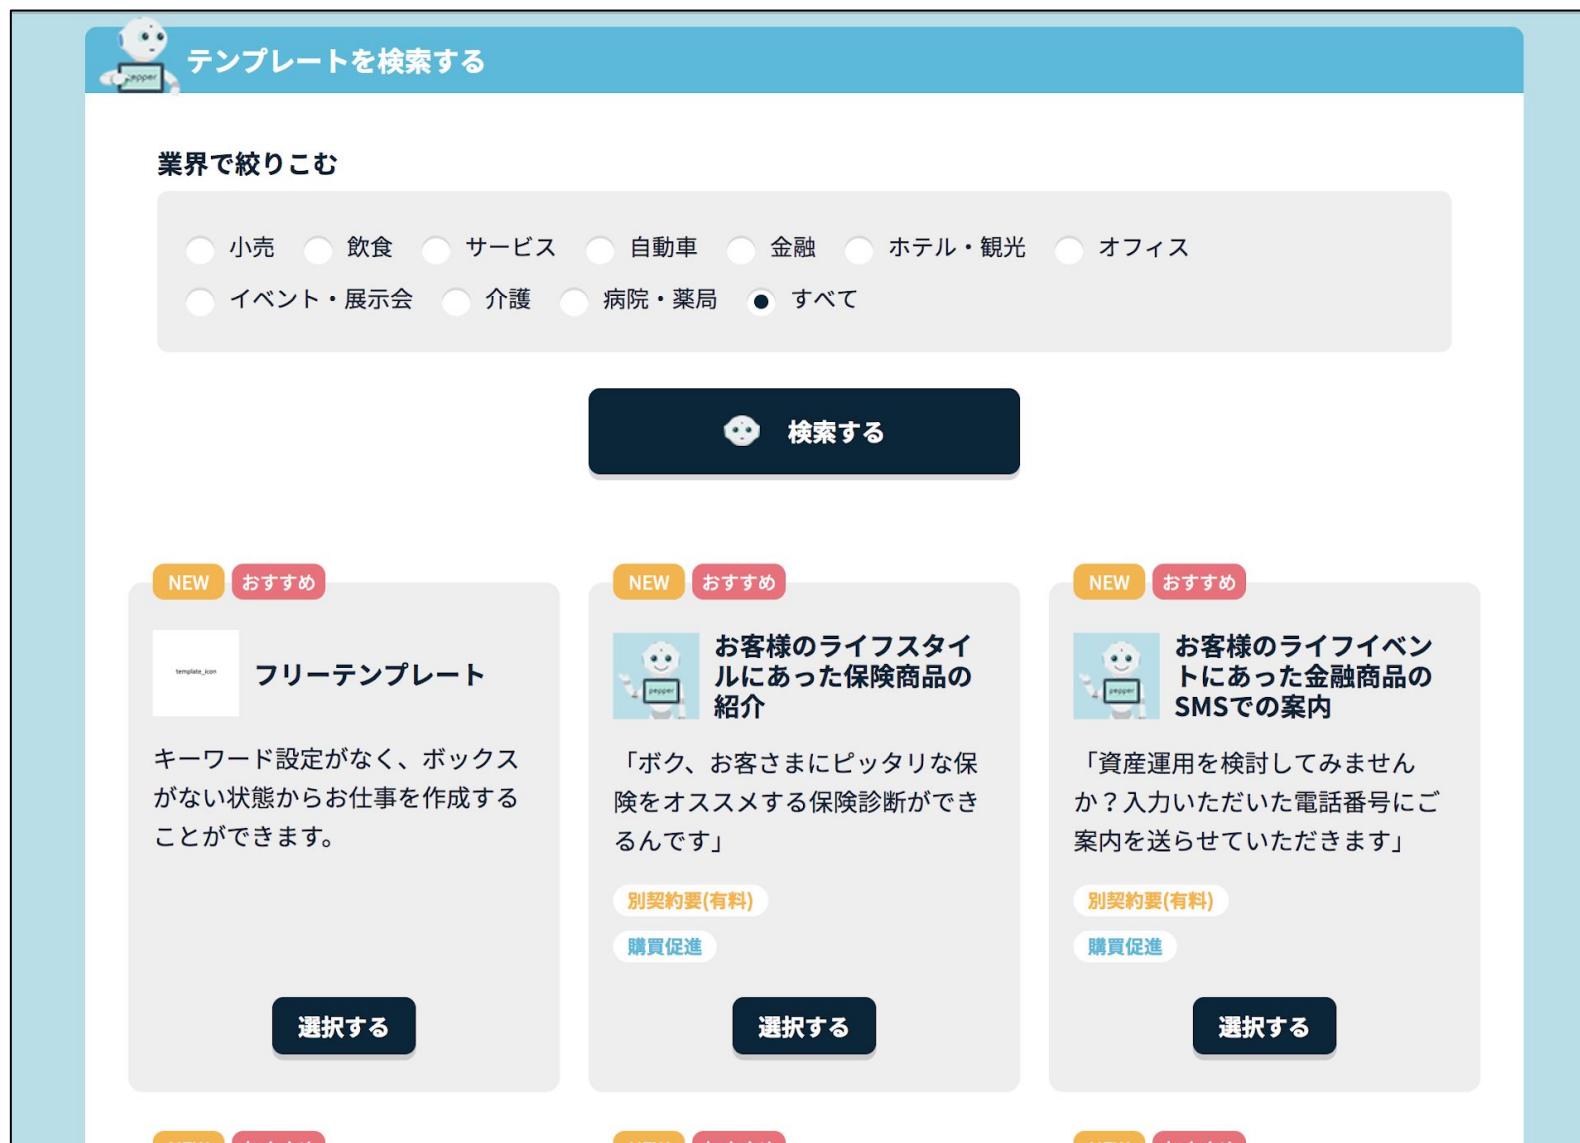 pepper
テンプレートを検索する
業界で絞りこむ
小売 飲食 サービス 自動車 金融 ホテル・観光 オフィス
イベント・展示会 介護 病院・薬局 すべて
検索する
NEW おすすめ
template_icon
フリーテンプレート
キーワード設定がなく、ボックス
がない状態からお仕事を作成する
ことができます。
選択する
NEW おすすめ
pepper
お客様のライフスタイ
ルにあった保険商品の
紹介
「ボク、お客さまにピッタリな保
険をオススメする保険診断ができ
るんです」
別契約要(有料)
購買促進
選択する
NEW おすすめ
pepper
お客様のライフイベン
トにあった金融商品の
SMSでの案内
「資産運用を検討してみません
か？入力いただいた電話番号にご
案内を送らせていただきます」
別契約要(有料)
購買促進
選択する